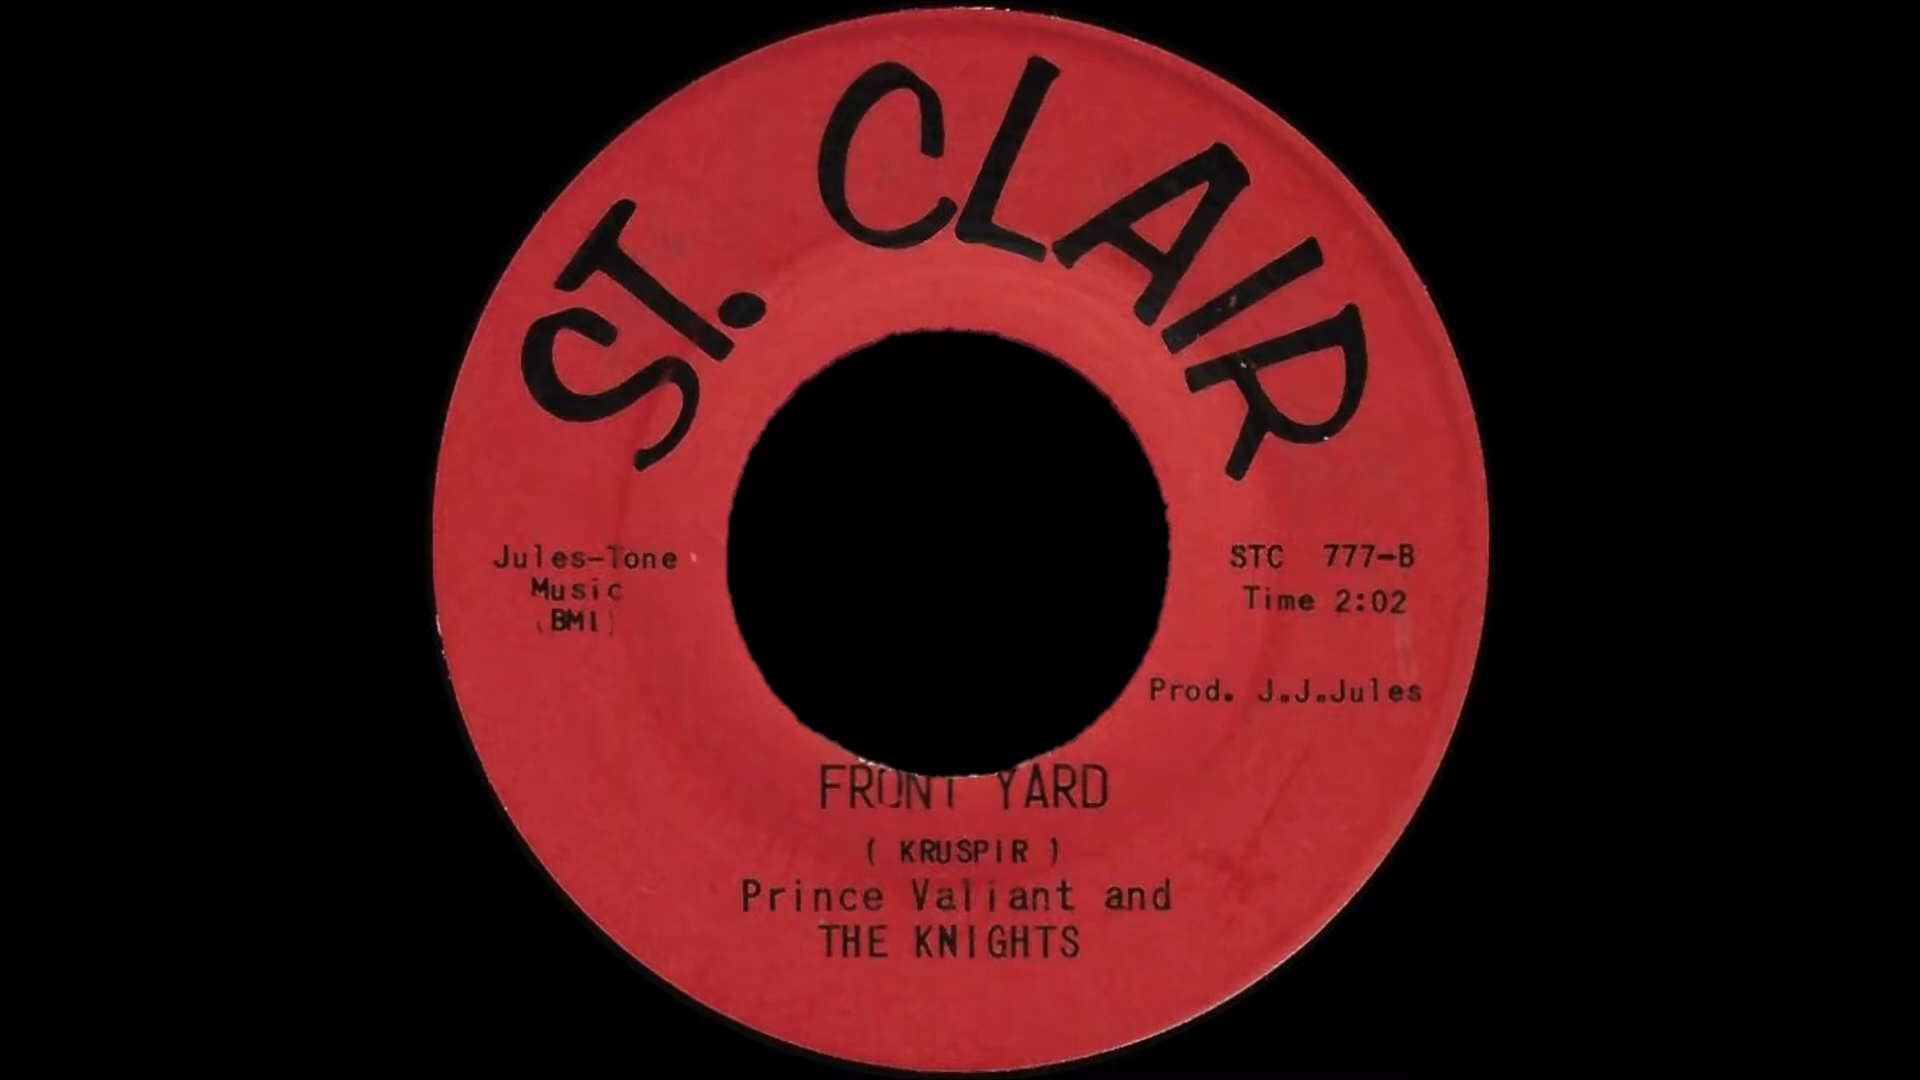 ST. CLAIR
Jules-Tone
Music
(BMI)
STC 777-B
Time 2:02
Prod. J.J.Jules
FRONT YARD
( KRUSPIR )
Prince Valiant and
THE KNIGHTS